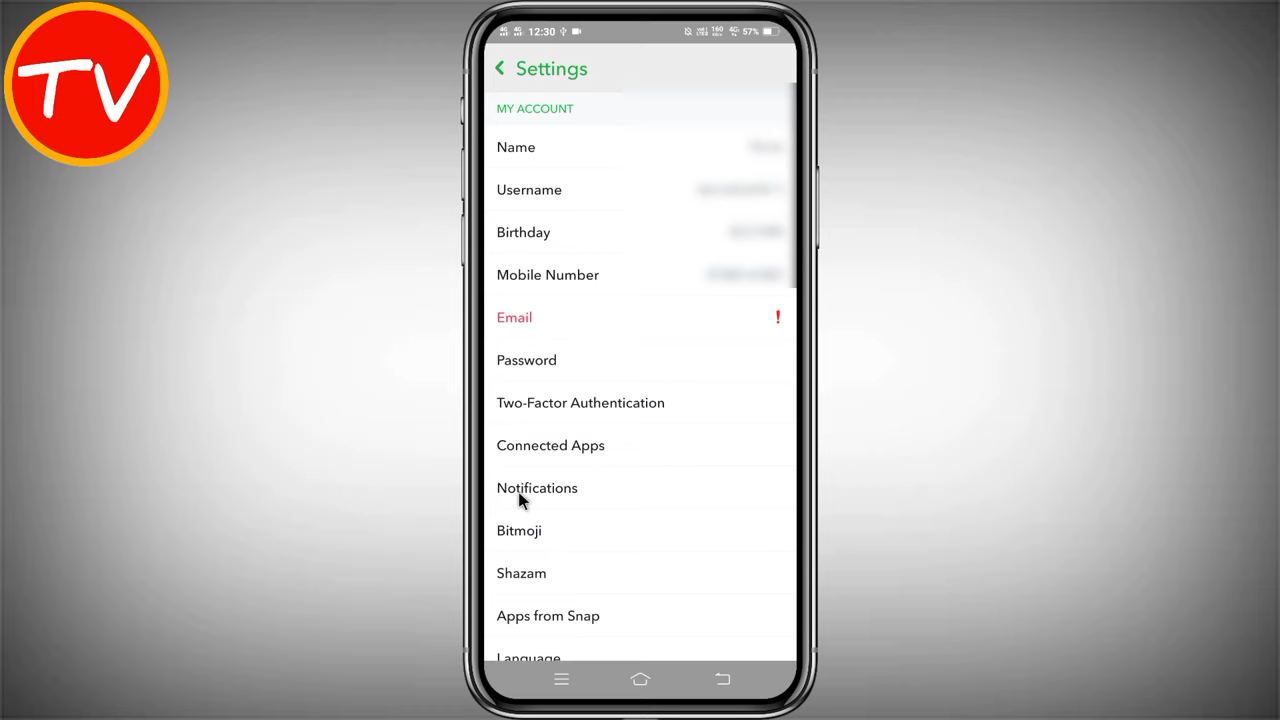 TV
12:30
57%
Settings
MY ACCOUNT
Name
Username
Birthday
Mobile Number
Email !
Password
Two-Factor Authentication
Connected Apps
Notifications
Bitmoji
Shazam
Apps from Snap
Language